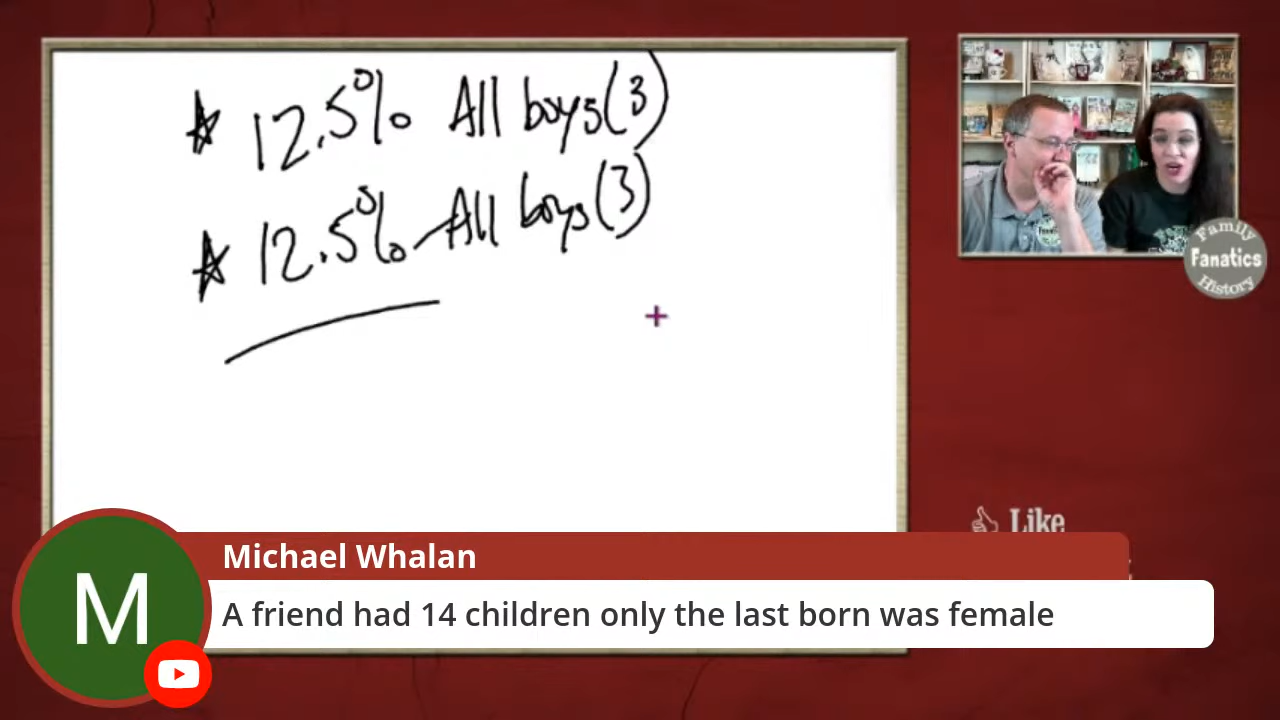 ☆ 12.5% All boys (3)
☆ 12.5% All boys (3)
Family
Fanatics
History
Like
M
Michael Whalan
A friend had 14 children only the last born was female